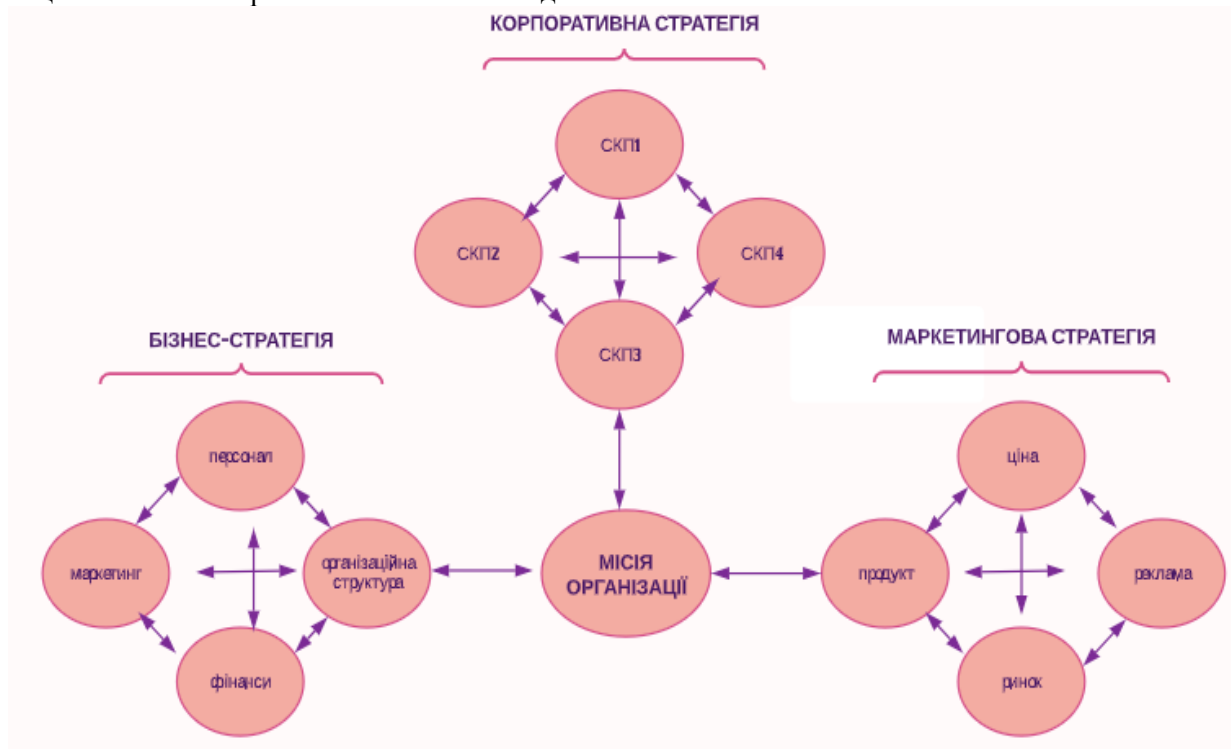 КОРПОРАТИВНА СТРАТЕГІЯ
СКП1
СКП2
СКП4
СКП3
БІЗНЕС-СТРАТЕГІЯ
МАРКЕТИНГОВА СТРАТЕГІЯ
персонал
маркетинг
організаційна
структура
фінанси
МІСІЯ
ОРГАНІЗАЦІЇ
ціна
продукт
реклама
ринок